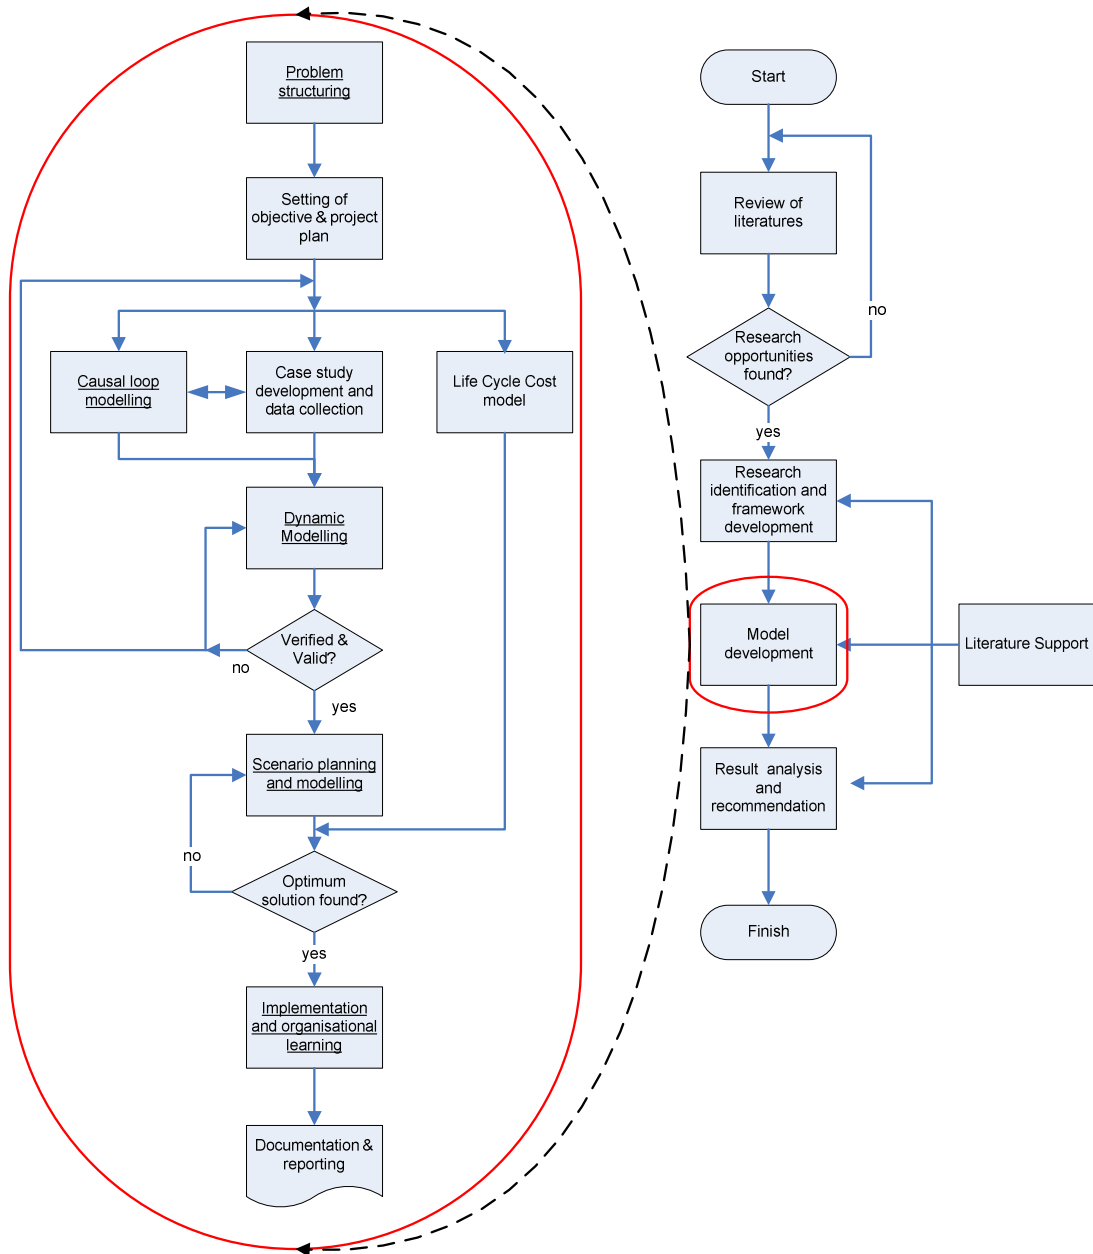 Problem
structuring
Setting of
objective & project
plan
Causal loop
modelling
Case study
development and
data collection
Life Cycle Cost
model
Dynamic
Modelling
Verified &
Valid?
no
yes
Scenario planning
and modelling
no
Optimum
solution found?
yes
Implementation
and organisational
learning
Documentation &
reporting
Start
Review of
literatures
no
Research
opportunities
found?
yes
Research
identification and
framework
development
Model
development
Literature Support
Result analysis
and
recommendation
Finish